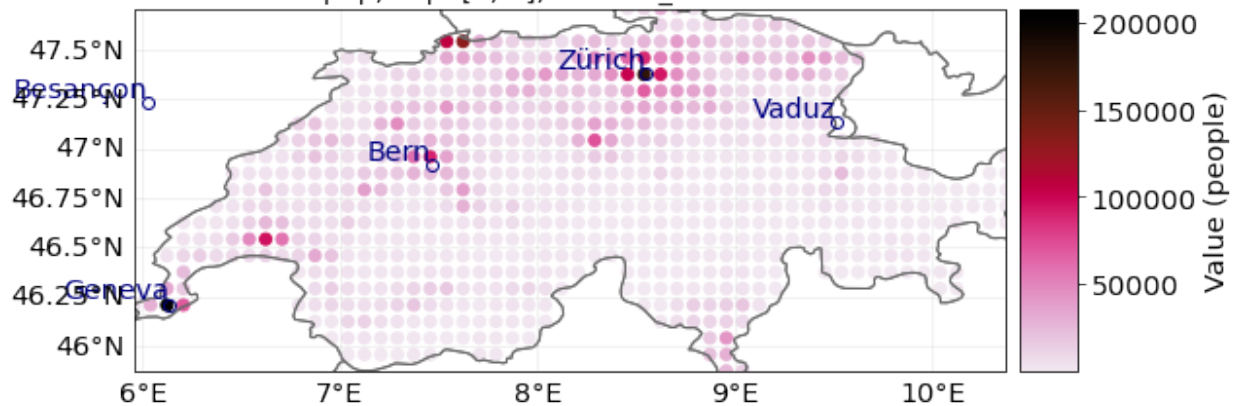 200000
47.5°N
Zürich
Besançon
47.25°N
150000
Vaduz
47°N
Bern
Value (people)
46.75°N
100000
46.5°N
50000
Geneva
46.25°N
46°N
6°E 7°E 8°E 9°E 10°E